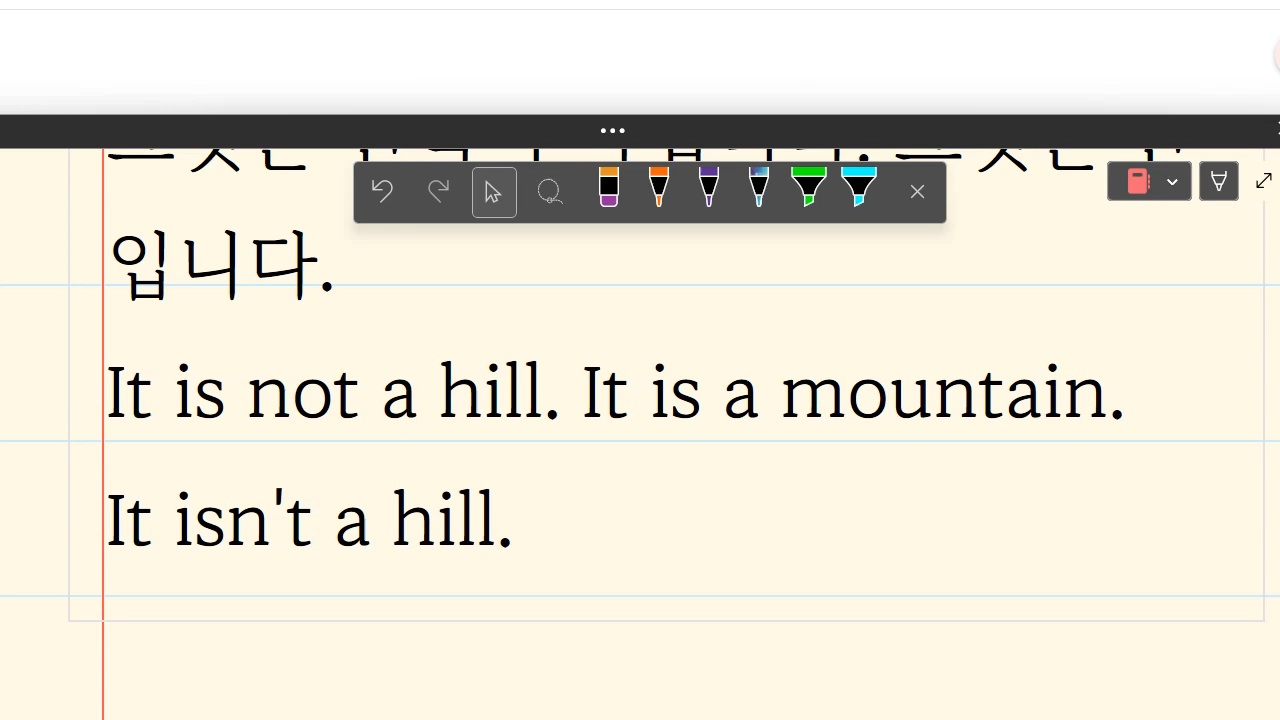 입니다.
It is not a hill. It is a mountain.
It isn't a hill.